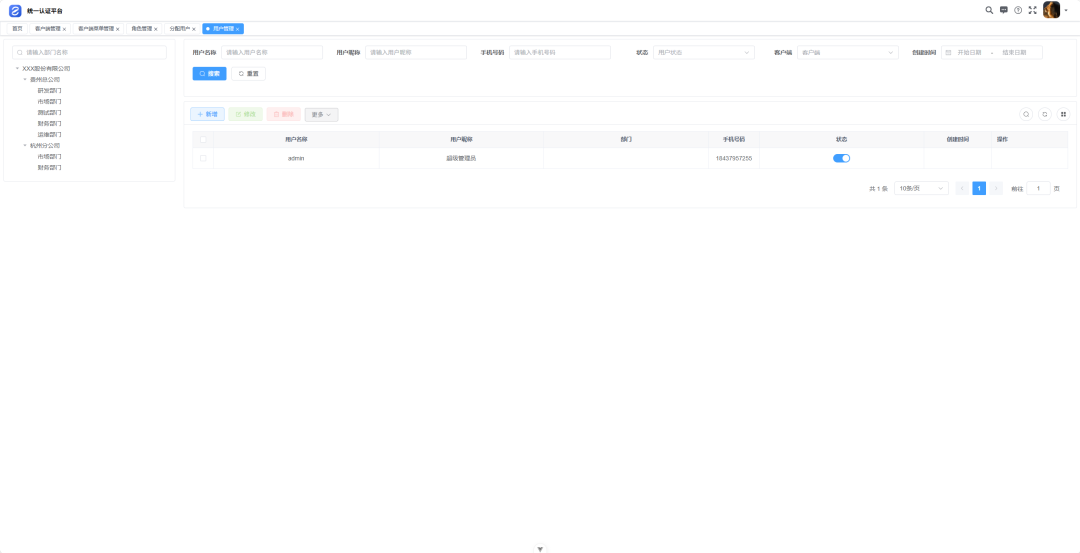 统一认证平台
首页 客户端管理 × 客户端菜单管理 × 角色管理 × 分配用户 × 用户管理 ×
请输入部门名称
XXX股份有限公司
公司
研发部门
市场部门
测试部门
财务部门
运维部门
杭州分公司
市场部门
财务部门
用户名称 请输入用户名称 用户昵称 请输入用户昵称 手机号码 请输入手机号码 状态 用户状态 客户端 客户端 创建时间 开始日期 - 结束日期
搜索 重置
+ 新增 修改 删除 更多
用户名称 用户昵称 部门 手机号码 状态 创建时间 操作
admin 超级管理员 18437957255
共 1 条 10条/页 1 前往 1 页